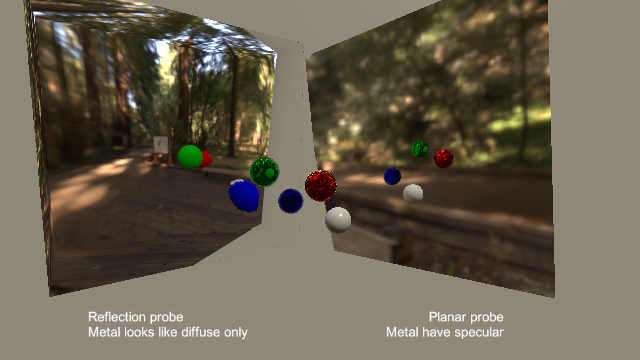 Reflection probe
Metal looks like diffuse only
Planar probe
Metal have specular